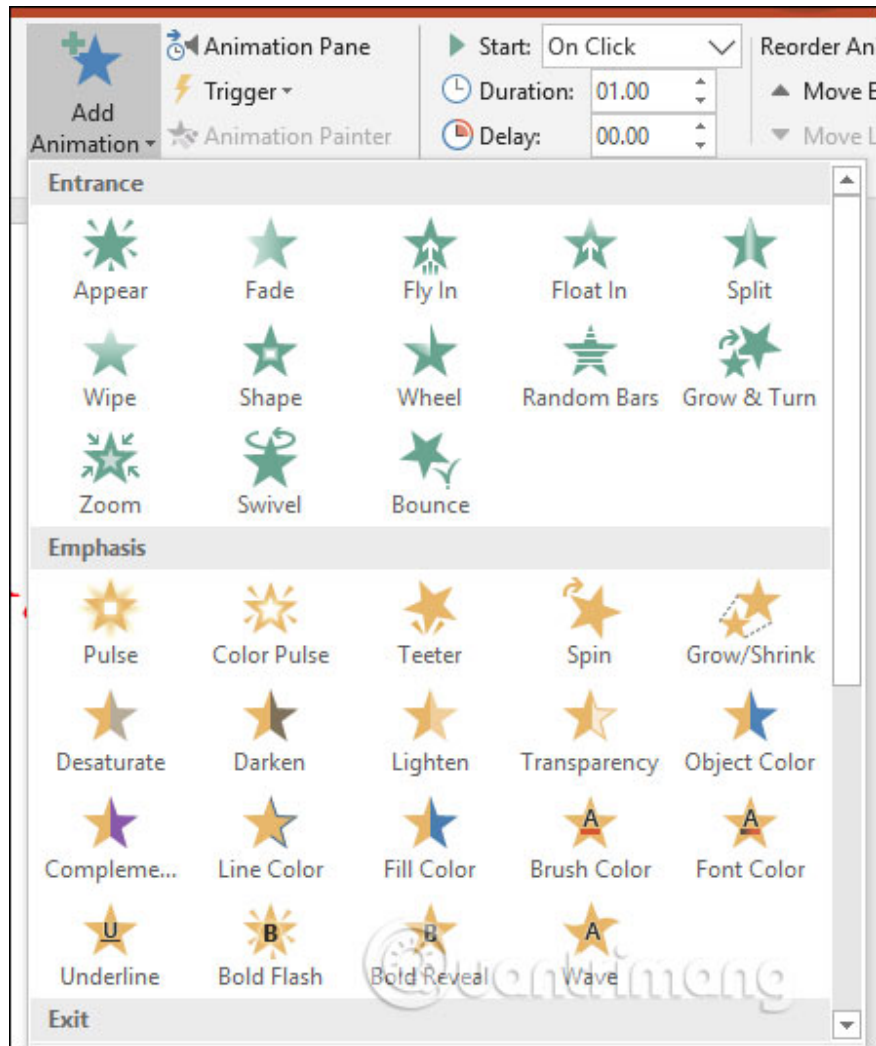 Add
Animation
Animation Pane
Trigger
Animation Painter
Start: On Click
Duration: 01.00
Delay: 00.00
Reorder An
Move E
Move L
Entrance
Appear Fade Fly In Float In Split
Wipe Shape Wheel Random Bars Grow & Turn
Zoom Swivel Bounce
Emphasis
Pulse Color Pulse Teeter Spin Grow/Shrink
Desaturate Darken Lighten Transparency Object Color
Compleme... Line Color Fill Color Brush Color Font Color
Underline Bold Flash Bold Reveal Wave
Quantrimang
Exit